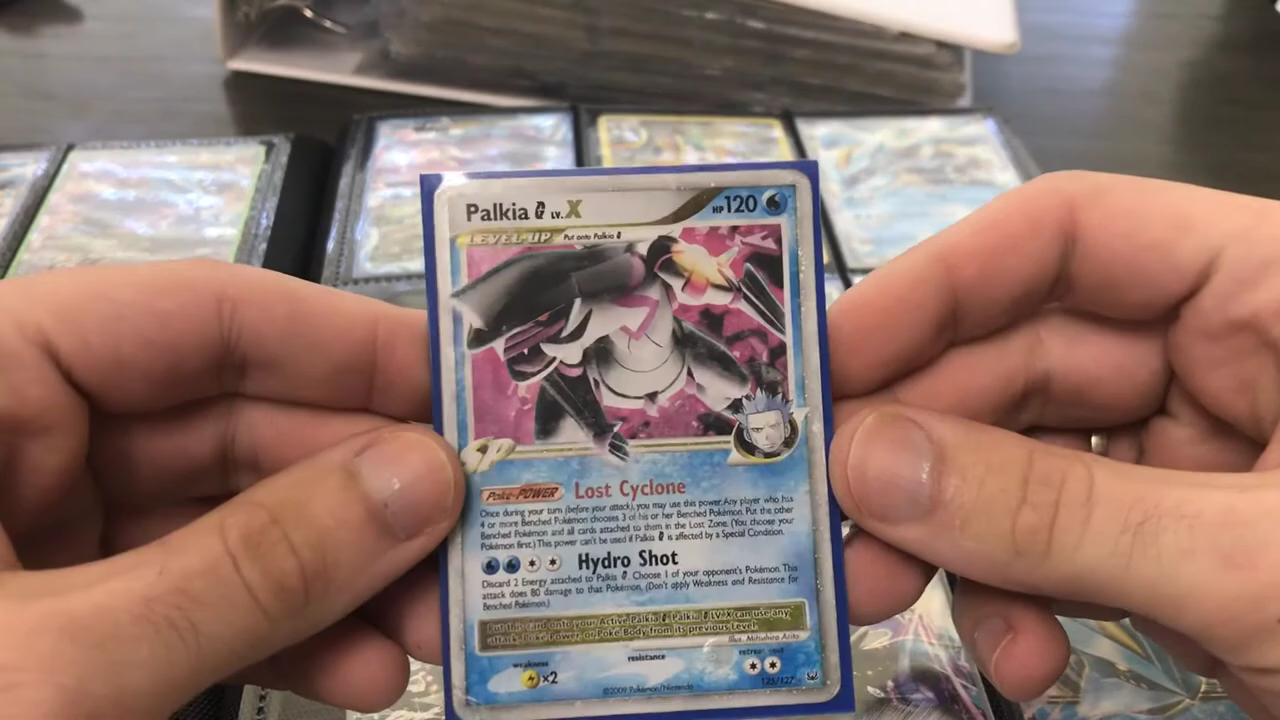 Palkia G LV.X HP 120
LEVEL-UP Put onto Palkia G
Poké-POWER Lost Cyclone
Once during your turn (before your attack), you may use this power. Any player who has
4 or more Benched Pokémon chooses 3 of his or her Benched Pokémon. Put the other
Benched Pokémon and all cards attached to them in the Lost Zone. (You choose your
Pokémon first.) This power can't be used if Palkia G is affected by a Special Condition.
Hydro Shot
Discard 2 Energy attached to Palkia G. Choose 1 of your opponent's Pokémon. This
attack does 80 damage to that Pokémon. (Don't apply Weakness and Resistance for
Benched Pokémon.)
Put this card onto your Active Palkia G. Palkia G LV.X can use any
attack, Poké-Power, or Poké-Body from its previous Level.
Illus. Mitsuhiro Arita
weakness resistance retreat cost
×2
©2009 Pokémon/Nintendo 125/127